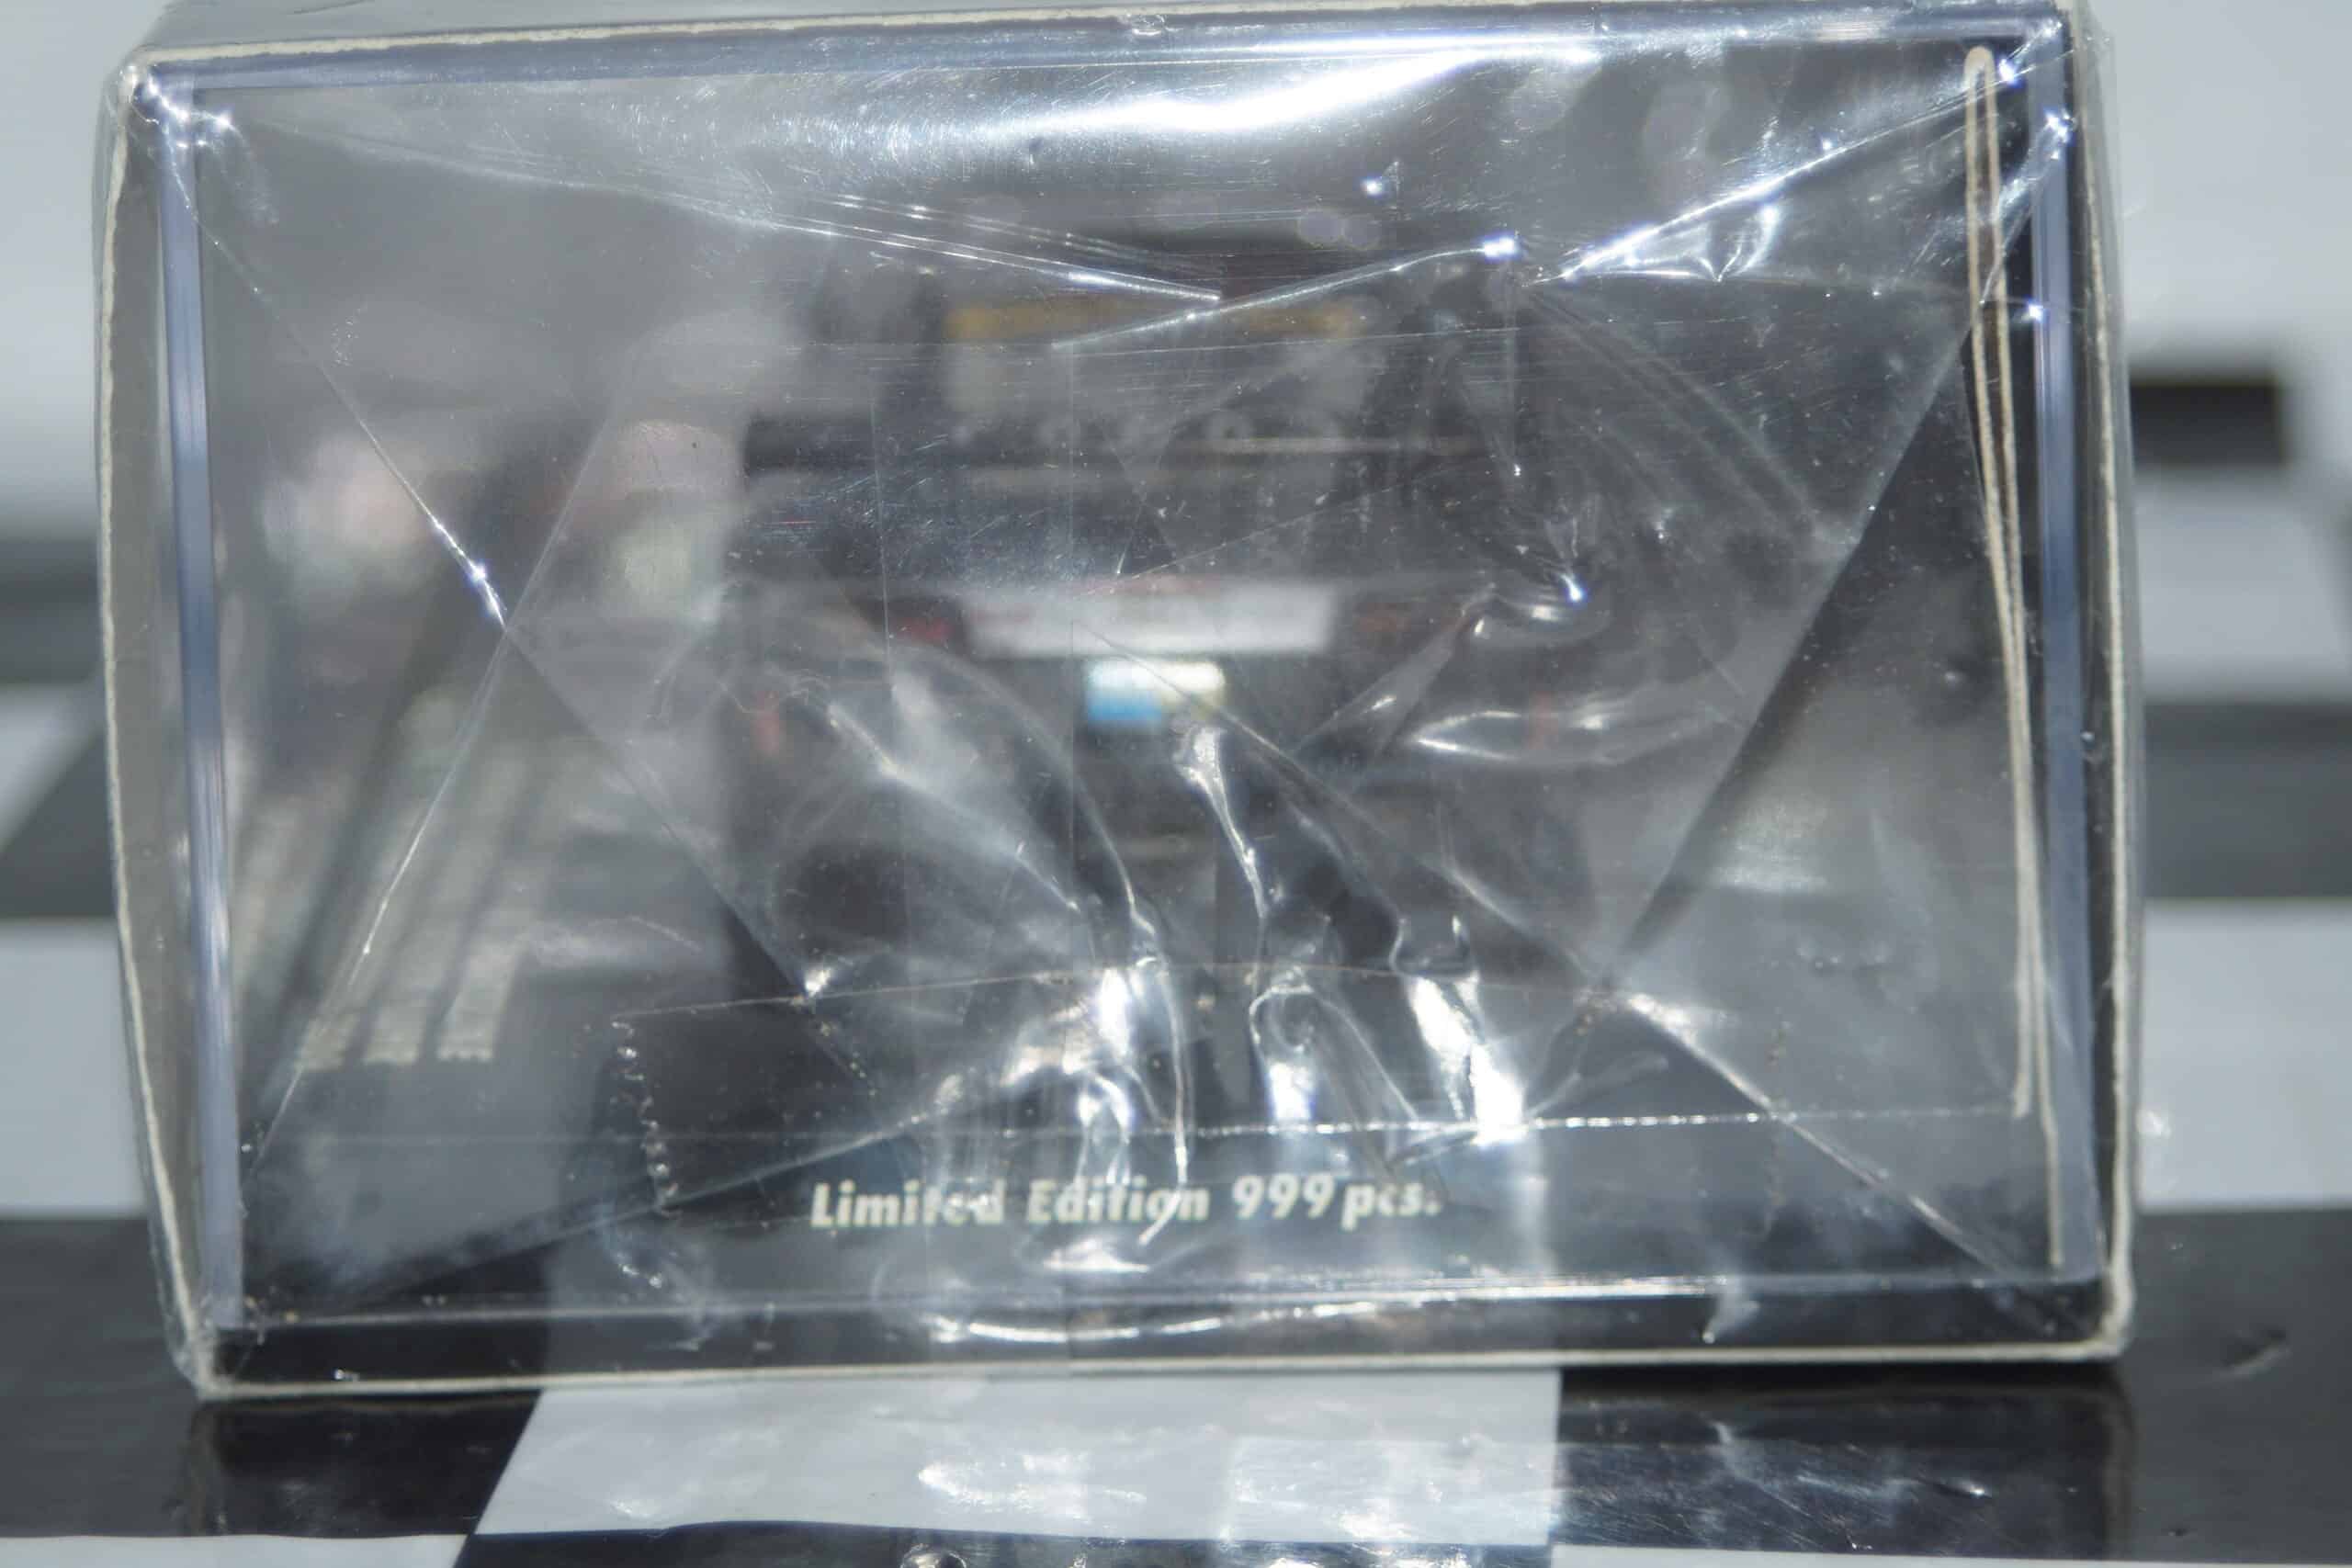 Limited Edition 999 pcs.